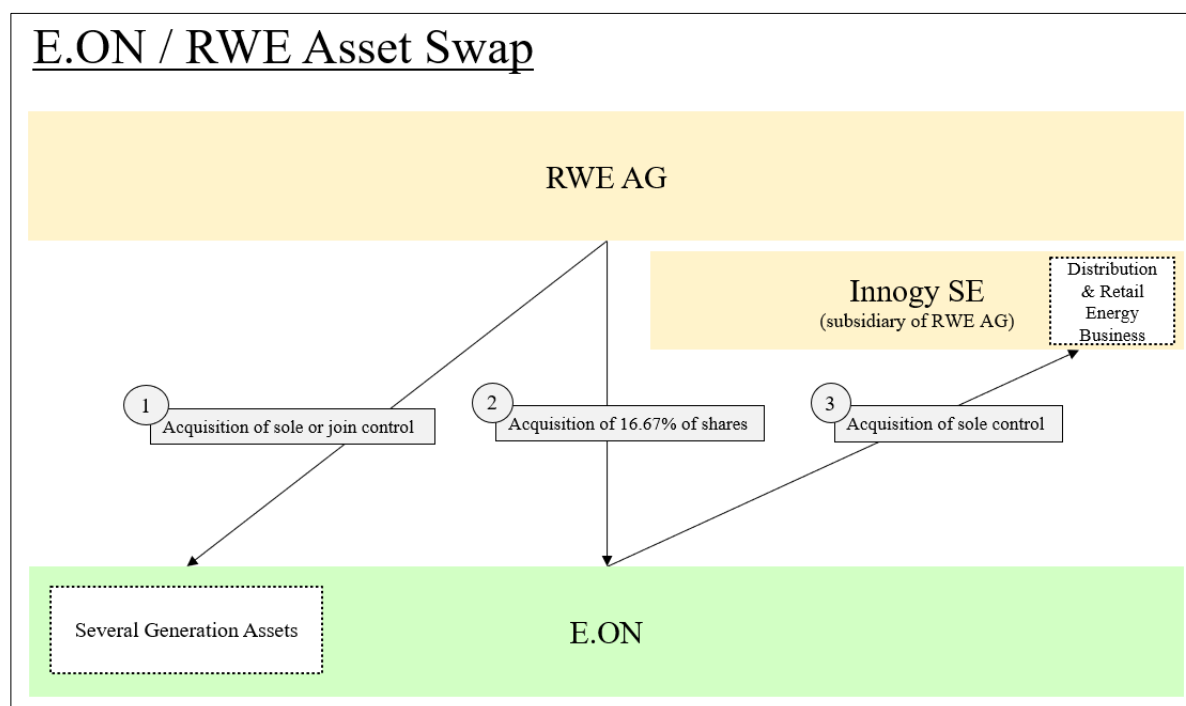 E.ON / RWE Asset Swap
RWE AG
Innogy SE
(subsidiary of RWE AG)
Distribution
& Retail
Energy
Business
1
Acquisition of sole or join control
2
Acquisition of 16.67% of shares
3
Acquisition of sole control
Several Generation Assets
E.ON